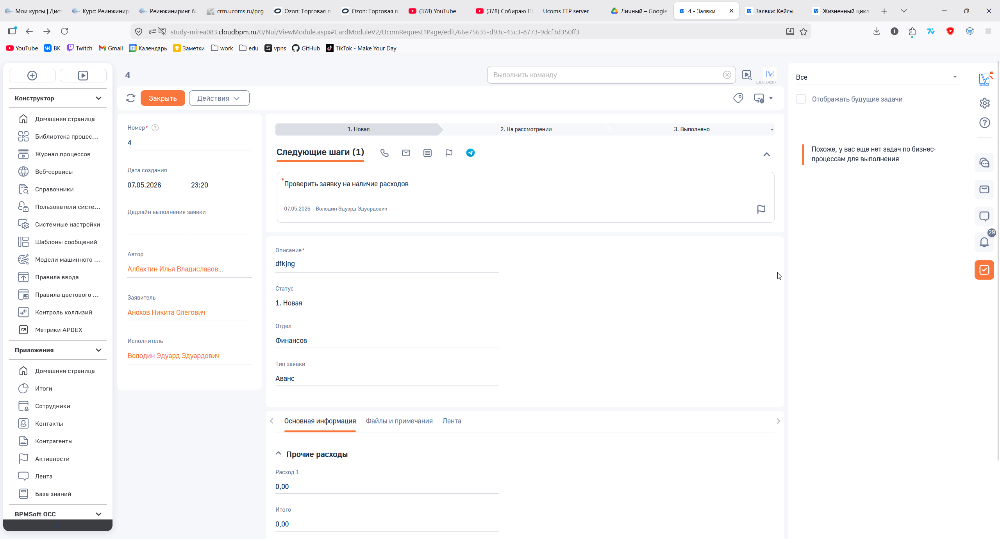 Мои курсы | Дист
Курс: Реинжинир
Реинжиниринг б
crm.ucoms.ru/pcg
Ozon: Торговая п
Ozon: Торговая п
(378) YouTube
(378) Собираю П
Ucoms FTP server
Личный – Google
4 - Заявки
Заявки: Кейсы
Жизненный цикл
study-mirea083.cloudbpm.ru/0/Nui/ViewModule.aspx#CardModuleV2/UcomRequest1Page/edit/66e75635-d93c-45c3-8773-9dcf3d350ff3
YouTube
ВК
Twitch
Gmail
31
Календарь
Заметки
work
edu
vpns
GitHub
TikTok - Make Your Day
Конструктор
Домашняя страница
Библиотека процес...
Журнал процессов
Веб-сервисы
Справочники
Пользователи систе...
Системные настройки
Шаблоны сообщений
Модели машинного ...
Правила ввода
Правила цветового ...
Контроль коллизий
Метрики APDEX
Приложения
Домашняя страница
Итоги
Сотрудники
Контакты
Контрагенты
Активности
Лента
База знаний
BPMSoft OCC
4
Выполнить команду
1.8.0.14107
Закрыть
Действия
Номер*
4
Дата создания
07.05.2026 23:20
Дедлайн выполнения заявки
Автор
Албахтин Илья Владиславов...
Заявитель
Анохов Никита Олегович
Исполнитель
Володин Эдуард Эдуардович
1. Новая
2. На рассмотрении
3. Выполнено
Следующие шаги (1)
*Проверить заявку на наличие расходов
07.05.2026 Володин Эдуард Эдуардович
Описание*
dfkjng
Статус
1. Новая
Отдел
Финансов
Тип заявки
Аванс
Основная информация
Файлы и примечания
Лента
Прочие расходы
Расход 1
0,00
Итого
0,00
Все
Отображать будущие задачи
Похоже, у вас еще нет задач по бизнес-
процессам для выполнения
ЮКОМС
29